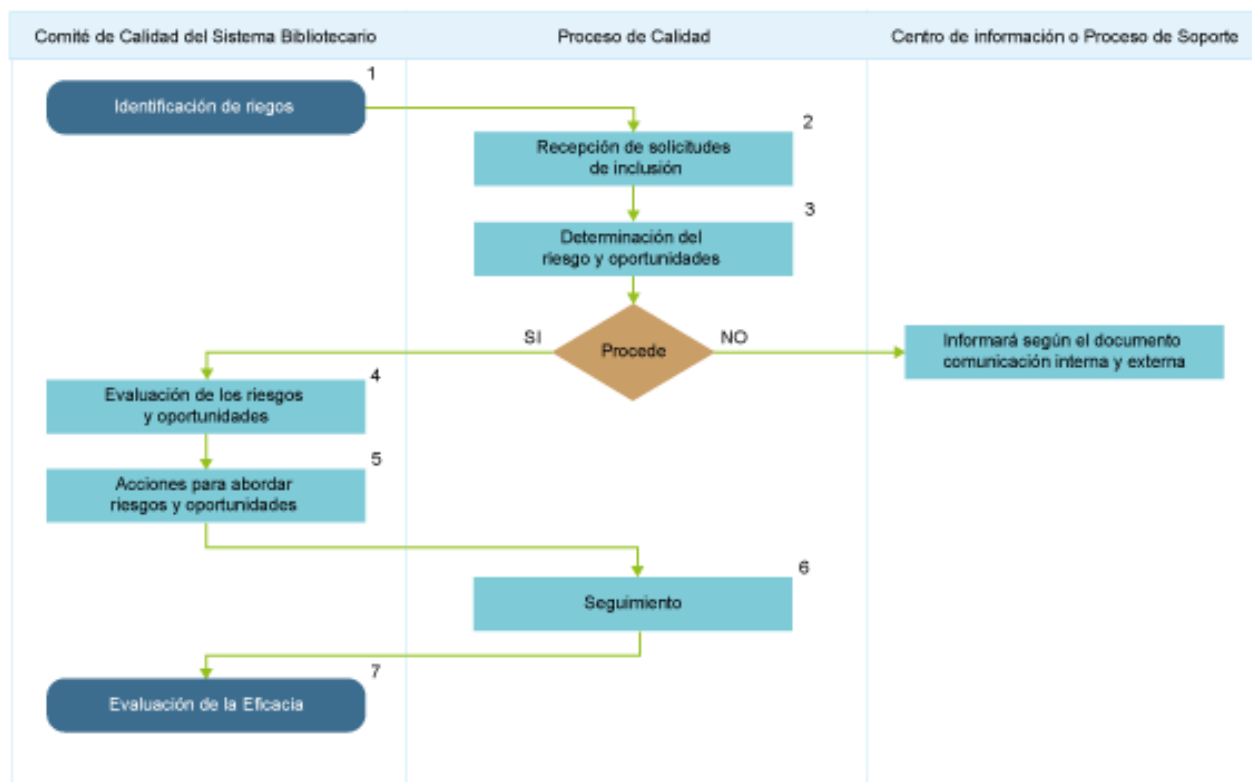 Comité de Calidad del Sistema Bibliotecario
Proceso de Calidad
Centro de información o Proceso de Soporte
1
Identificación de riegos
2
Recepción de solicitudes
de inclusión
3
Determinación del
riesgo y oportunidades
SI
Procede
NO
Informará según el documento
comunicación interna y externa
4
Evaluación de los riesgos
y oportunidades
5
Acciones para abordar
riesgos y oportunidades
6
Seguimiento
7
Evaluación de la Eficacia